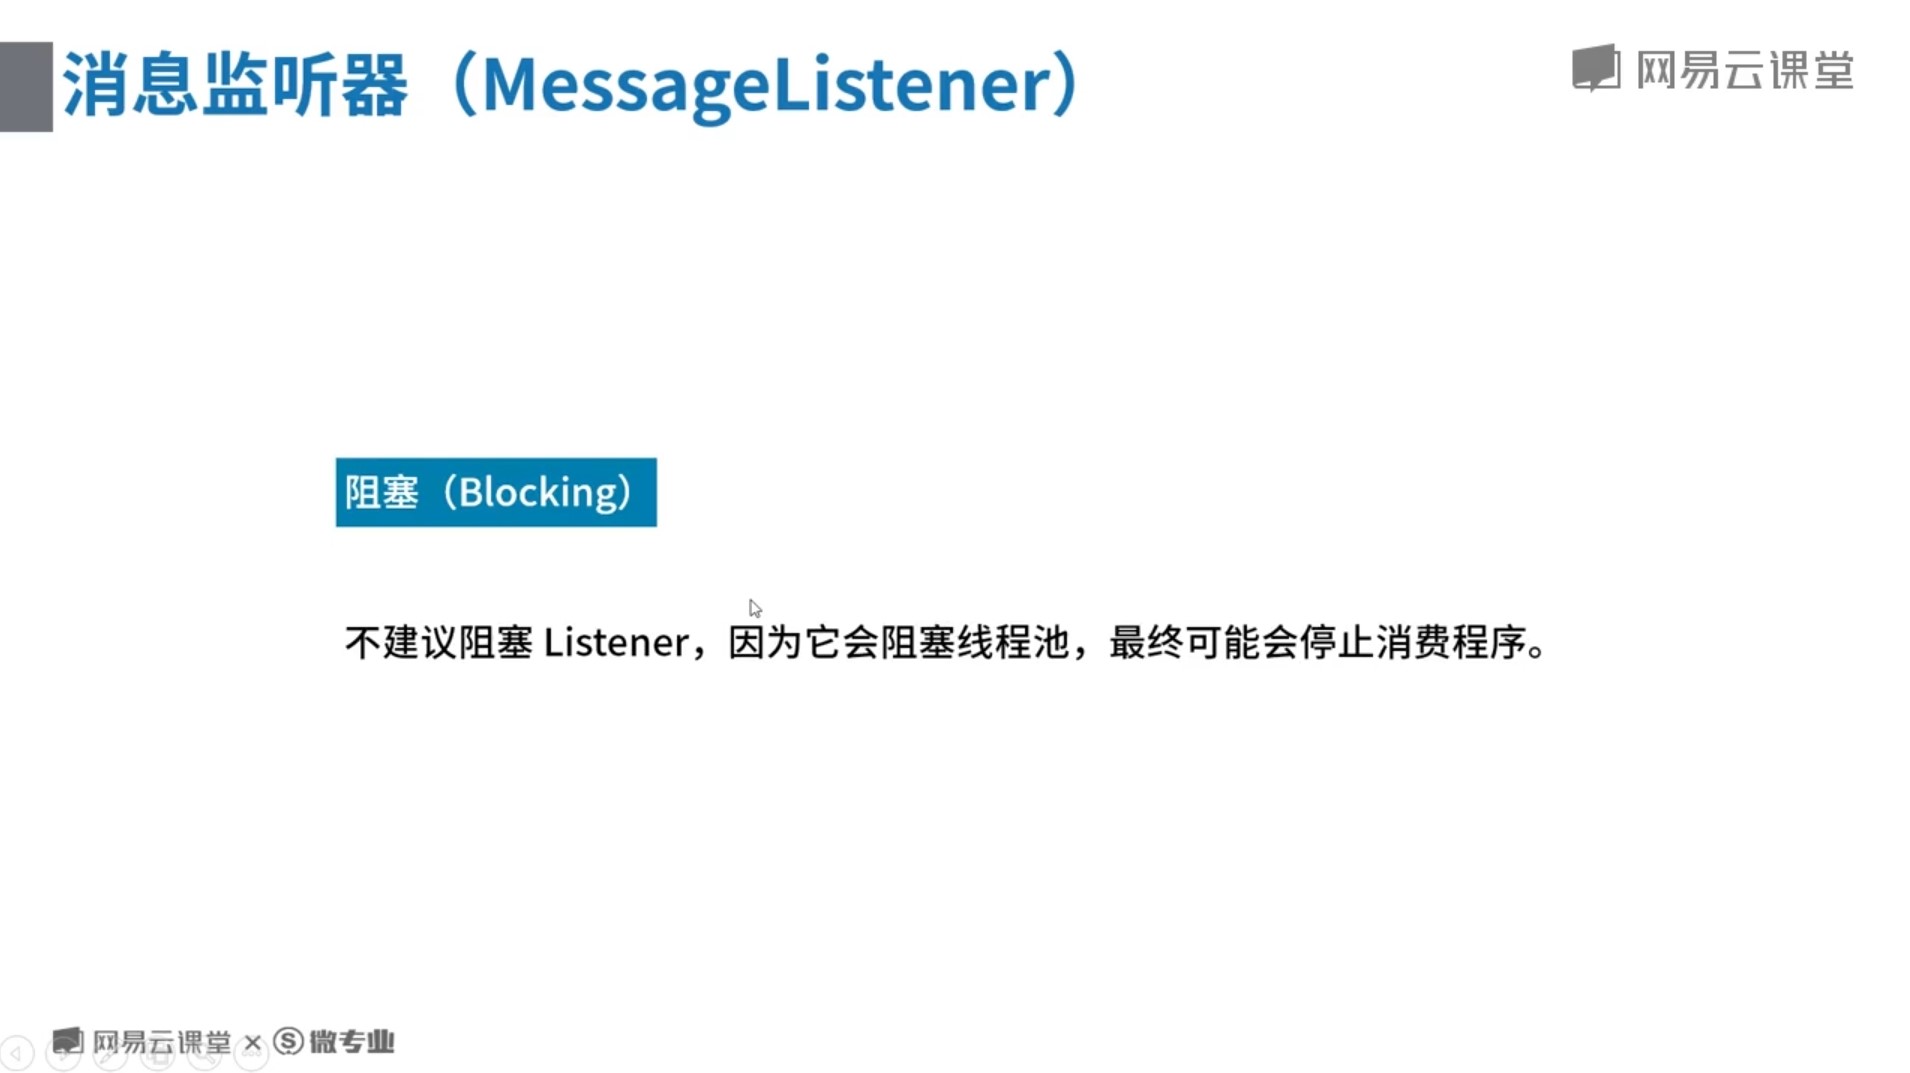 消息监听器（MessageListener）
网易云课堂
阻塞（Blocking）
不建议阻塞 Listener，因为它会阻塞线程池，最终可能会停止消费程序。
网易云课堂 × 微专业